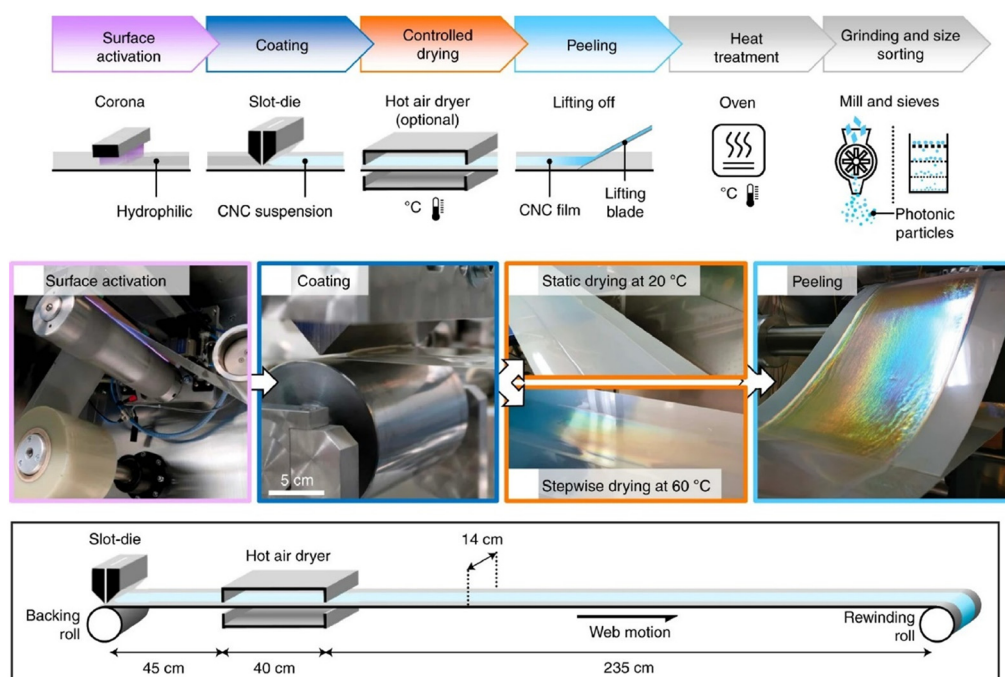 Surface
activation
Coating
Controlled
drying
Peeling
Heat
treatment
Grinding and size
sorting
Corona
Slot-die
Hot air dryer
(optional)
Lifting off
Oven
Mill and sieves
Hydrophilic
CNC suspension
°C
CNC film
Lifting
blade
°C
Photonic
particles
Surface activation
Coating
Static drying at 20 °C
Peeling
5 cm
Stepwise drying at 60 °C
Slot-die
Hot air dryer
14 cm
Backing
roll
Web motion
Rewinding
roll
45 cm
40 cm
235 cm